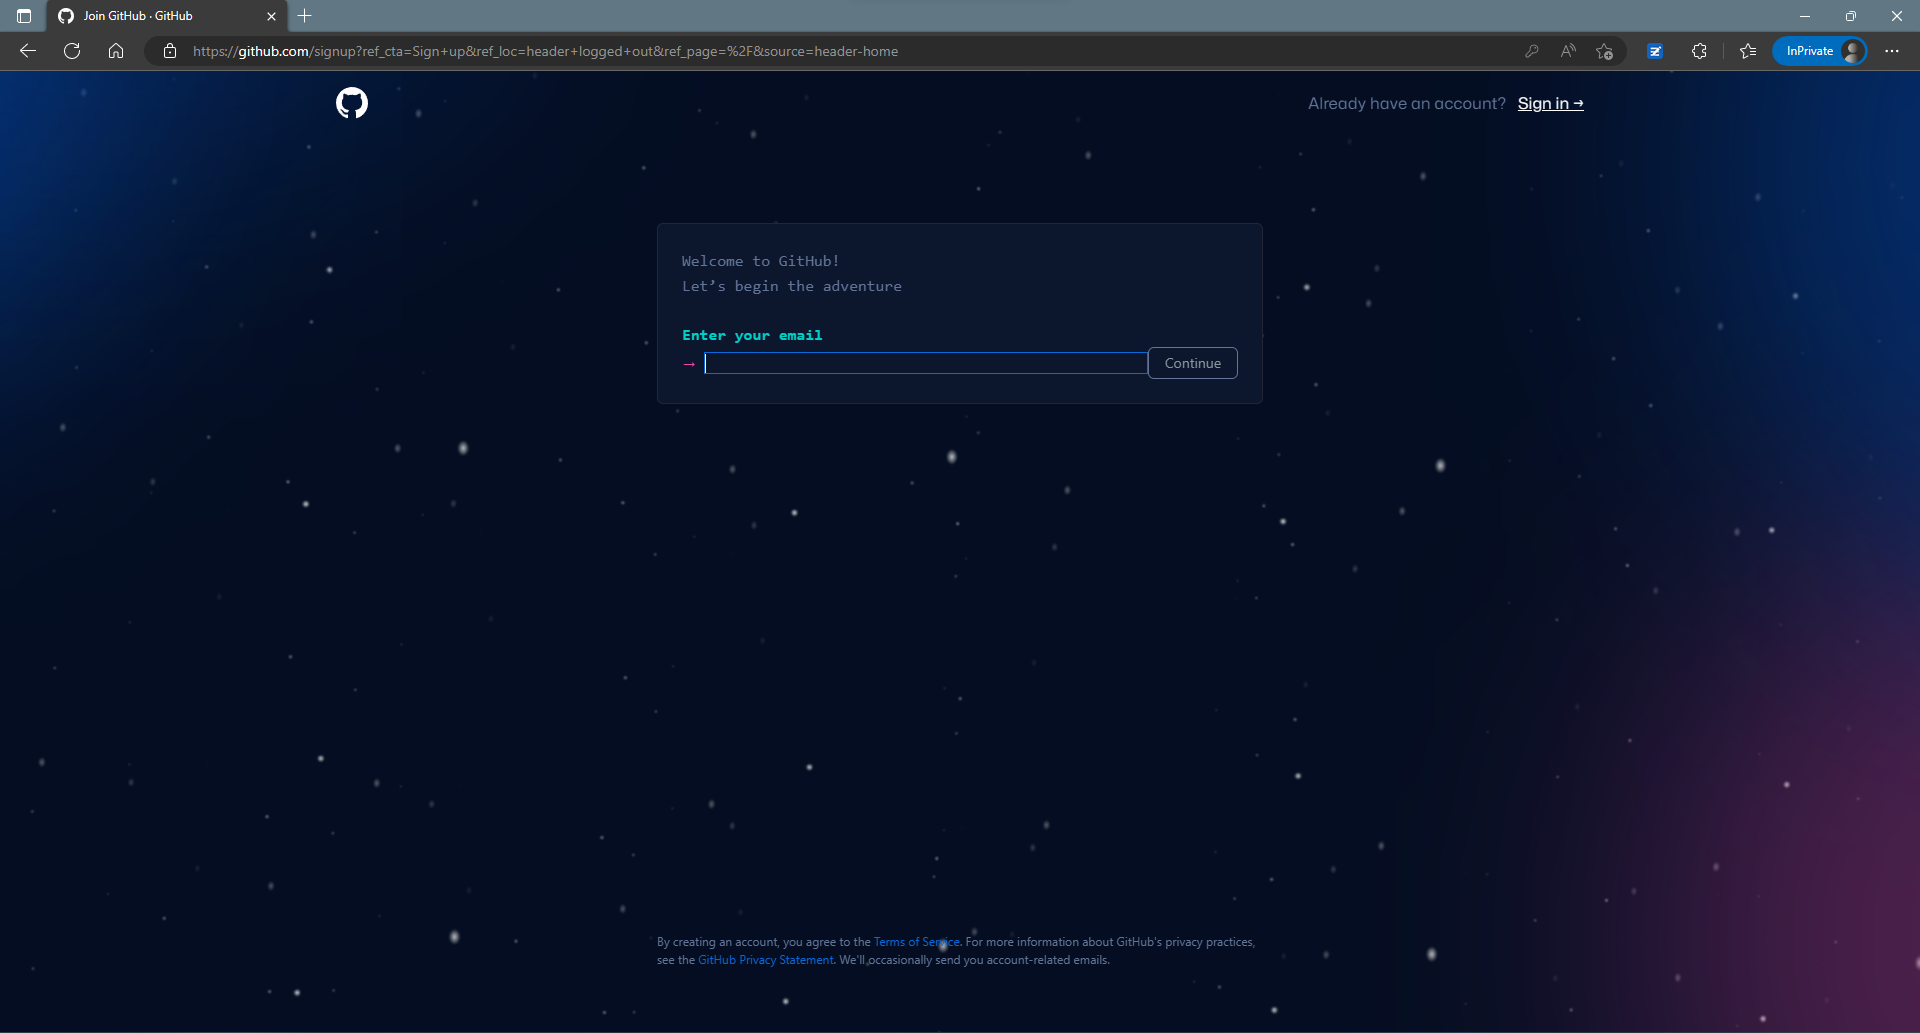 Join GitHub · GitHub
https://github.com/signup?ref_cta=Sign+up&ref_loc=header+logged+out&ref_page=%2F&source=header-home
InPrivate
Already have an account? Sign in →
Welcome to GitHub!
Let’s begin the adventure
Enter your email
→
Continue
By creating an account, you agree to the Terms of Service. For more information about GitHub's privacy practices,
see the GitHub Privacy Statement. We'll occasionally send you account-related emails.